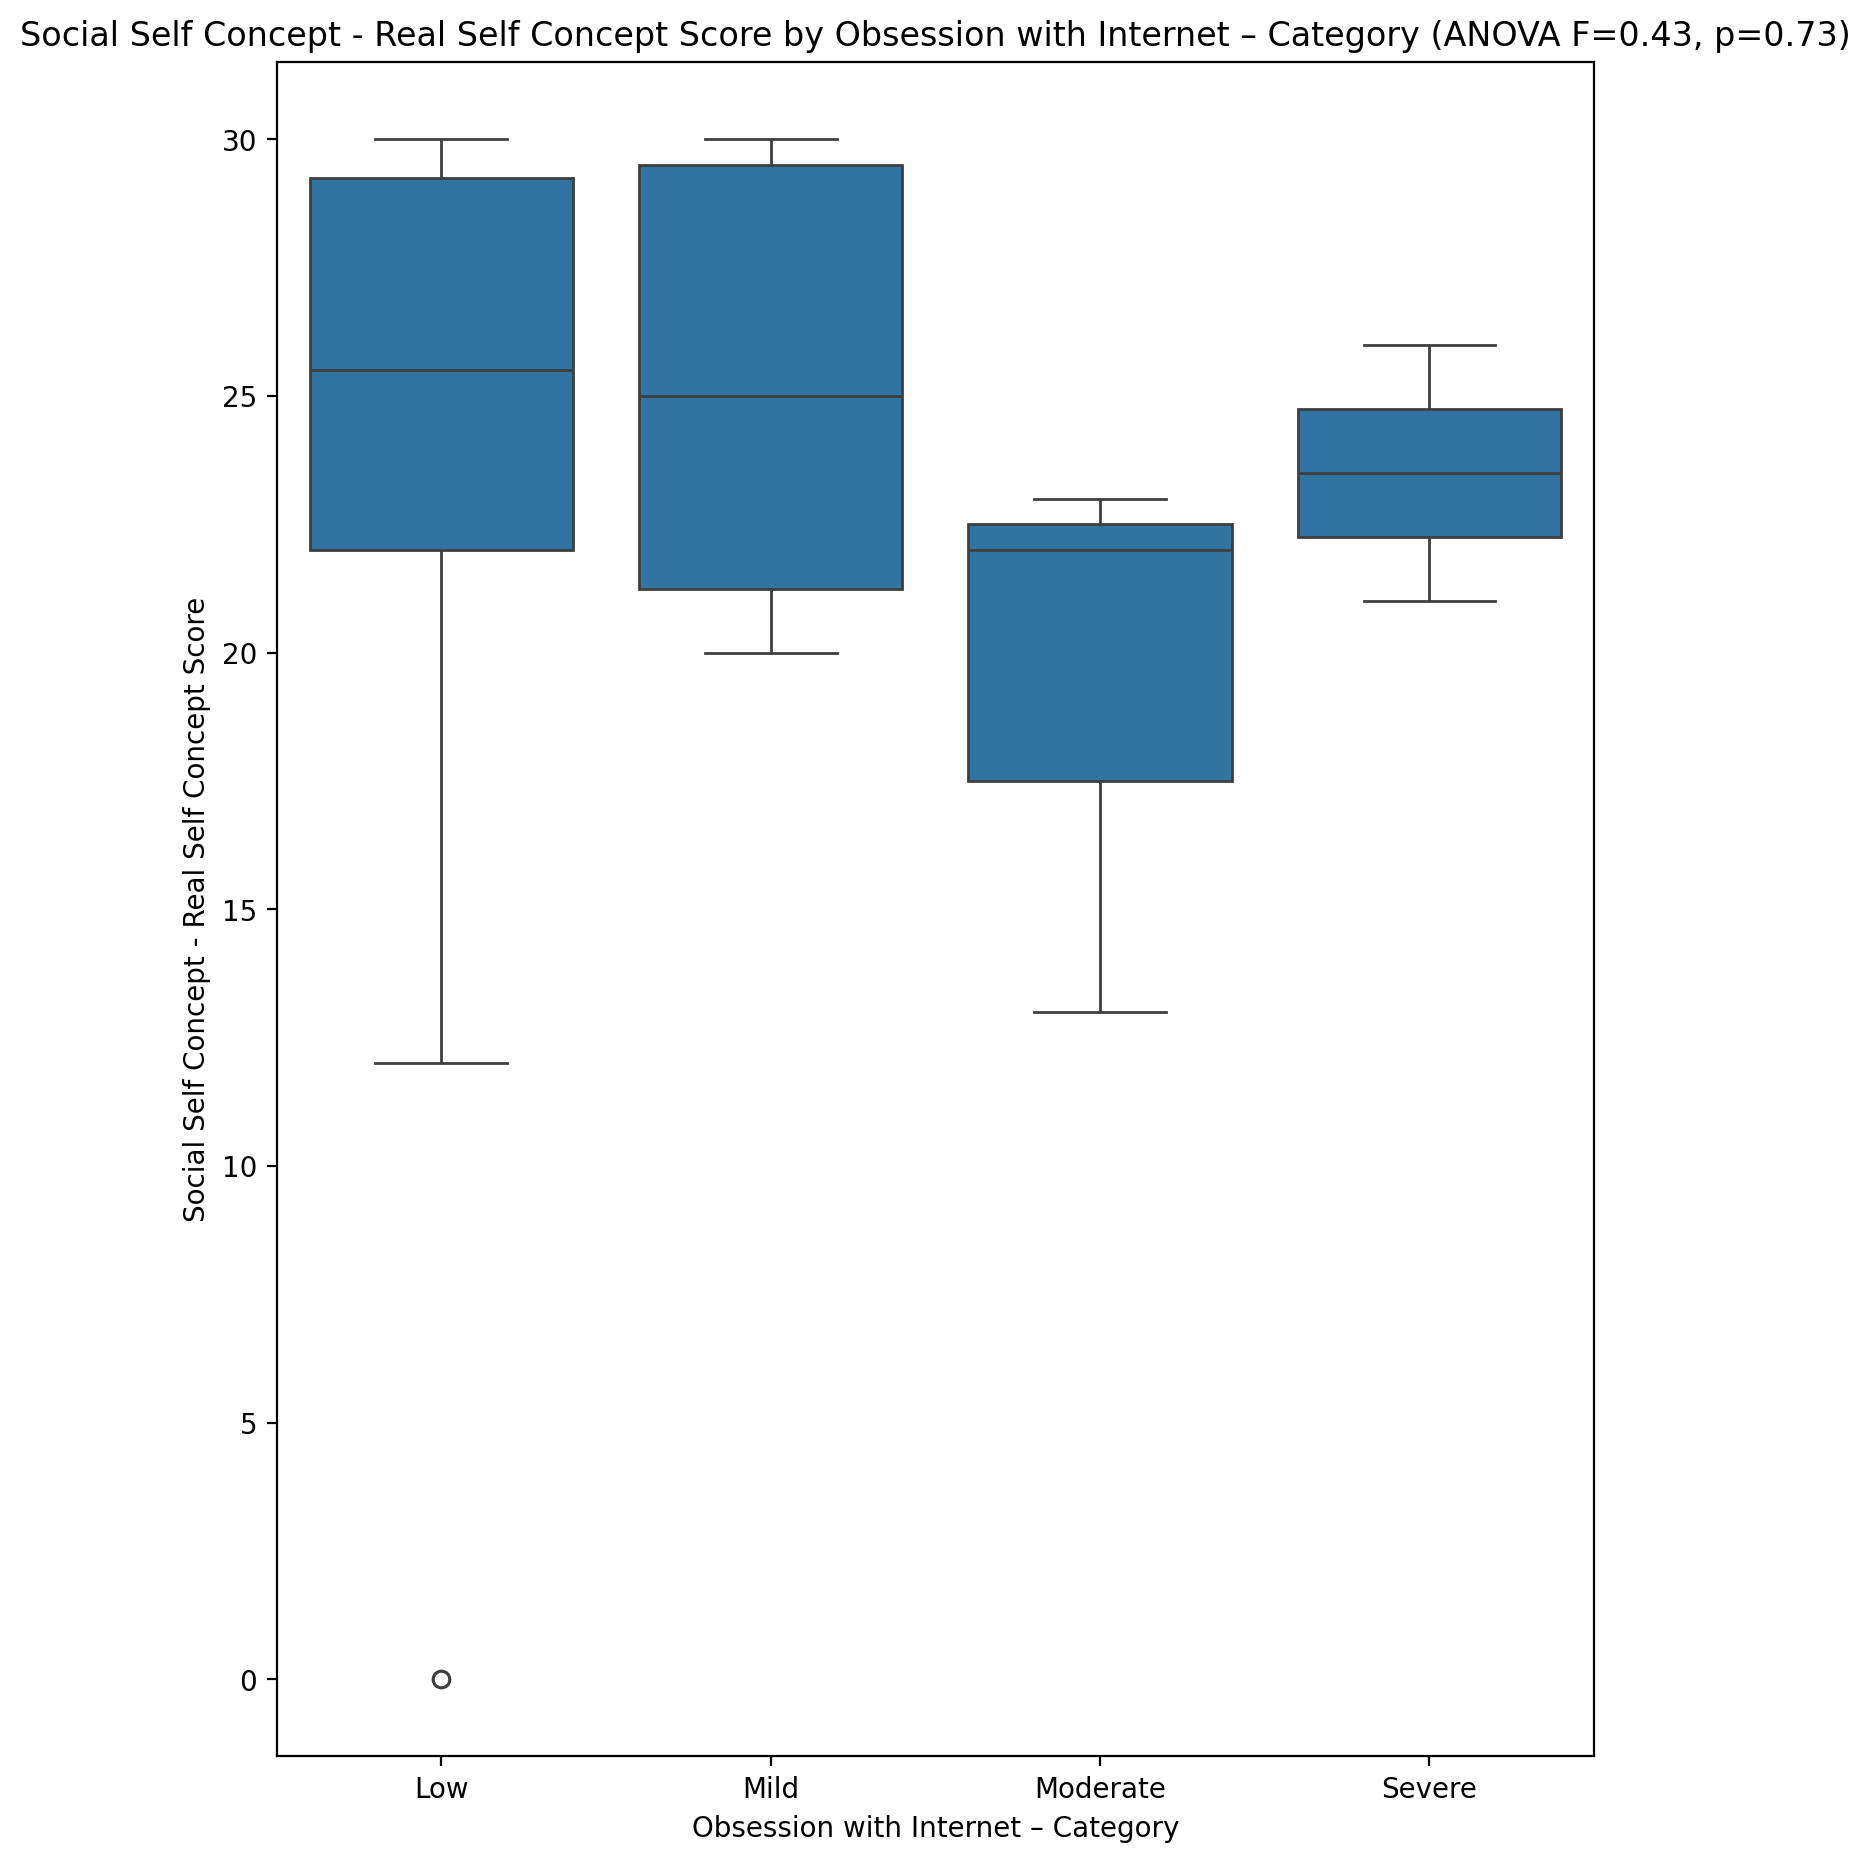 Social Self Concept - Real Self Concept Score by Obsession with Internet – Category (ANOVA F=0.43, p=0.73)
Social Self Concept - Real Self Concept Score
30
25
20
15
10
5
0
Low Mild Moderate Severe
Obsession with Internet – Category